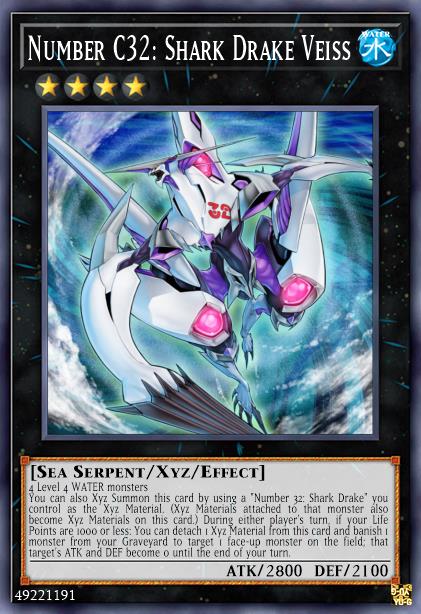 Number C32: Shark Drake Veiss
WATER
水
32
[Sea Serpent/Xyz/Effect]
4 Level 4 WATER monsters
You can also Xyz Summon this card by using a "Number 32: Shark Drake" you
control as the Xyz Material. (Xyz Materials attached to that monster also
become Xyz Materials on this card.) During either player's turn, if your Life
Points are 1000 or less: You can detach 1 Xyz Material from this card and banish 1
monster from your Graveyard to target 1 face-up monster on the field; that
target's ATK and DEF become 0 until the end of your turn.
ATK/2800 DEF/2100
49221191